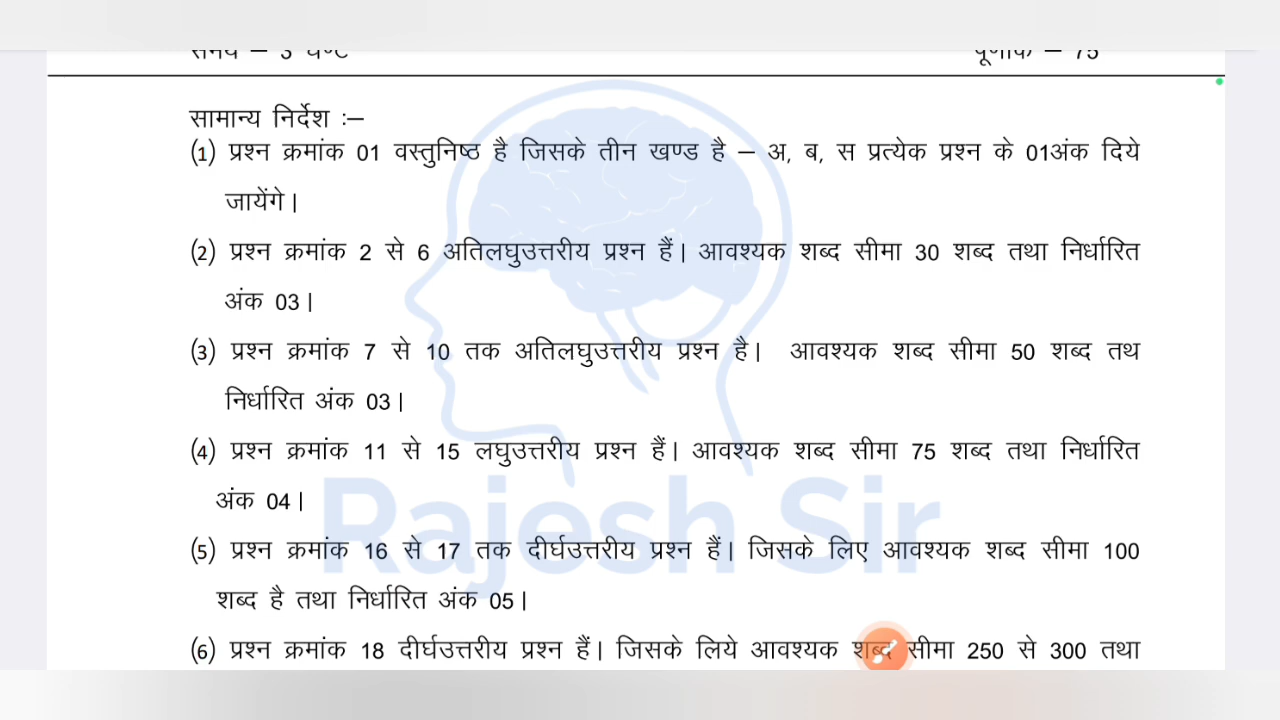 समय – 3 घण्टे पूर्णांक – 75
सामान्य निर्देश :–
(1) प्रश्न क्रमांक 01 वस्तुनिष्ठ है जिसके तीन खण्ड है – अ, ब, स प्रत्येक प्रश्न के 01अंक दिये
जायेंगे।
(2) प्रश्न क्रमांक 2 से 6 अतिलघुउत्तरीय प्रश्न हैं। आवश्यक शब्द सीमा 30 शब्द तथा निर्धारित
अंक 03।
(3) प्रश्न क्रमांक 7 से 10 तक अतिलघुउत्तरीय प्रश्न है। आवश्यक शब्द सीमा 50 शब्द तथ
निर्धारित अंक 03।
(4) प्रश्न क्रमांक 11 से 15 लघुउत्तरीय प्रश्न हैं। आवश्यक शब्द सीमा 75 शब्द तथा निर्धारित
अंक 04।
Rajesh Sir
(5) प्रश्न क्रमांक 16 से 17 तक दीर्घउत्तरीय प्रश्न हैं। जिसके लिए आवश्यक शब्द सीमा 100
शब्द है तथा निर्धारित अंक 05।
(6) प्रश्न क्रमांक 18 दीर्घउत्तरीय प्रश्न हैं। जिसके लिये आवश्यक शब्द सीमा 250 से 300 तथा